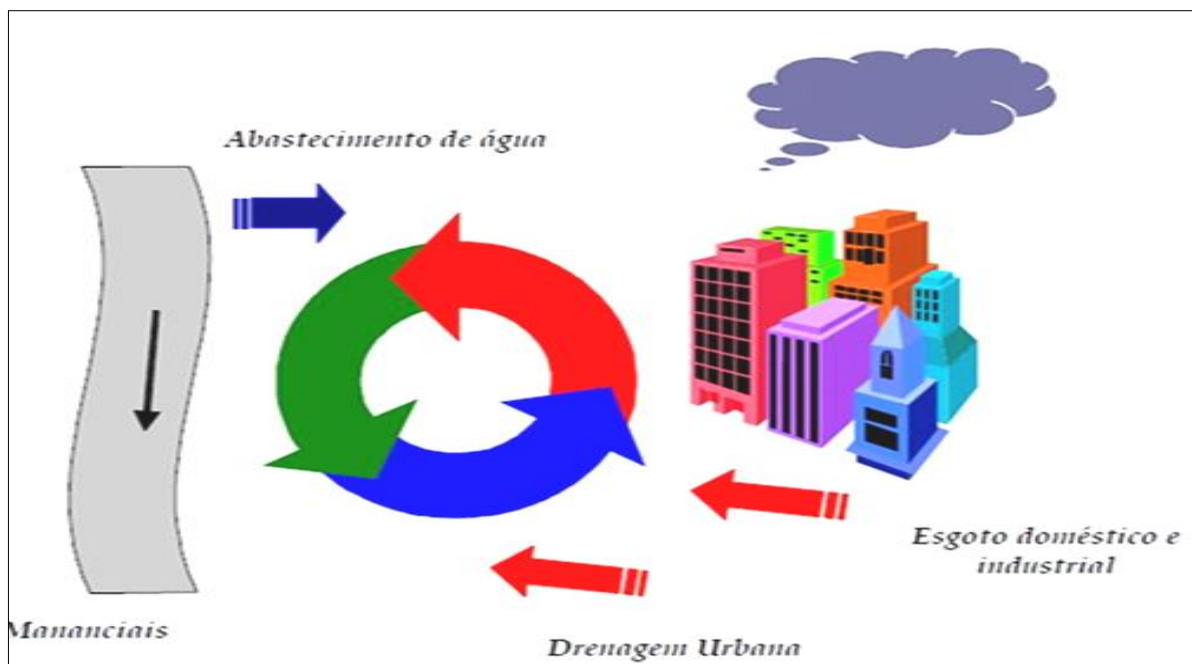 Abastecimento de água
Esgoto doméstico e
industrial
Mananciais
Drenagem Urbana